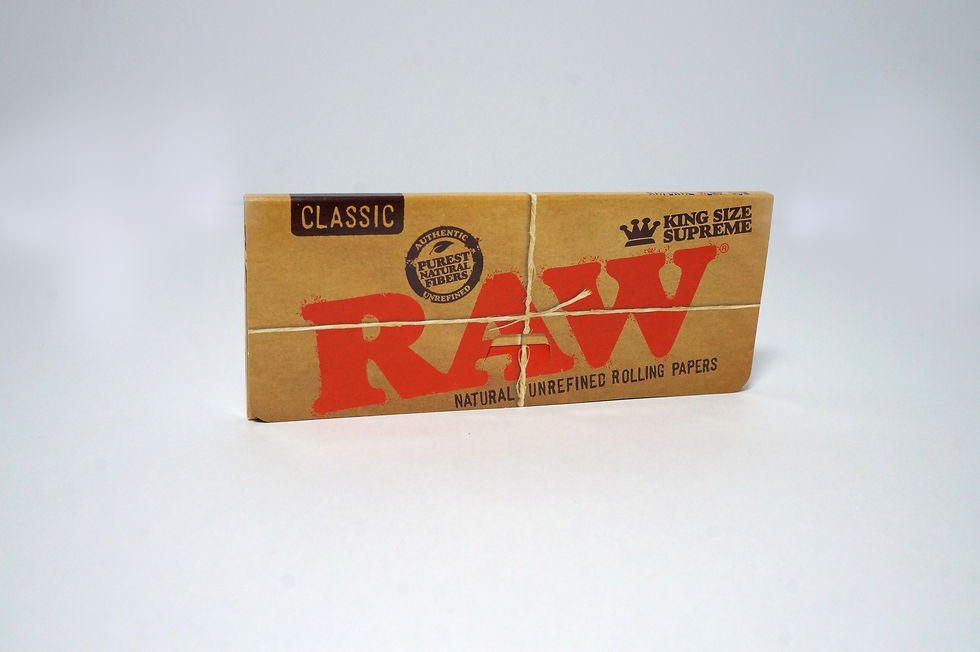 CLASSIC
KING SIZE
SUPREME
AUTHENTIC
PUREST
NATURAL
FIBERS
UNREFINED
RAW®
NATURAL UNREFINED ROLLING PAPERS